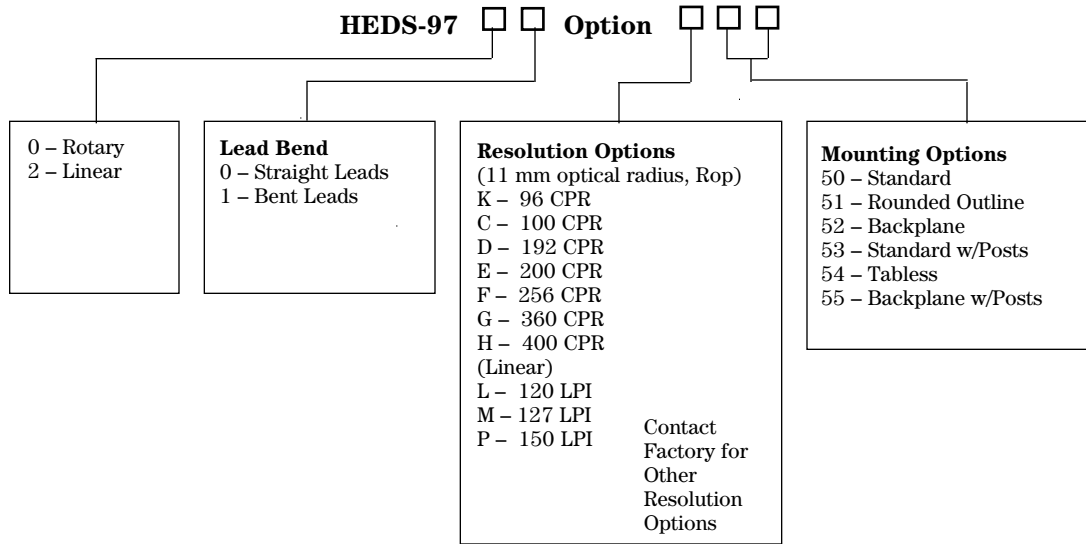 HEDS-97 Option
0 – Rotary
2 – Linear
Lead Bend
0 – Straight Leads
1 – Bent Leads
Resolution Options
(11 mm optical radius, Rop)
K – 96 CPR
C – 100 CPR
D – 192 CPR
E – 200 CPR
F – 256 CPR
G – 360 CPR
H – 400 CPR
(Linear)
L – 120 LPI
M – 127 LPI
P – 150 LPI
Contact
Factory for
Other
Resolution
Options
Mounting Options
50 – Standard
51 – Rounded Outline
52 – Backplane
53 – Standard w/Posts
54 – Tabless
55 – Backplane w/Posts